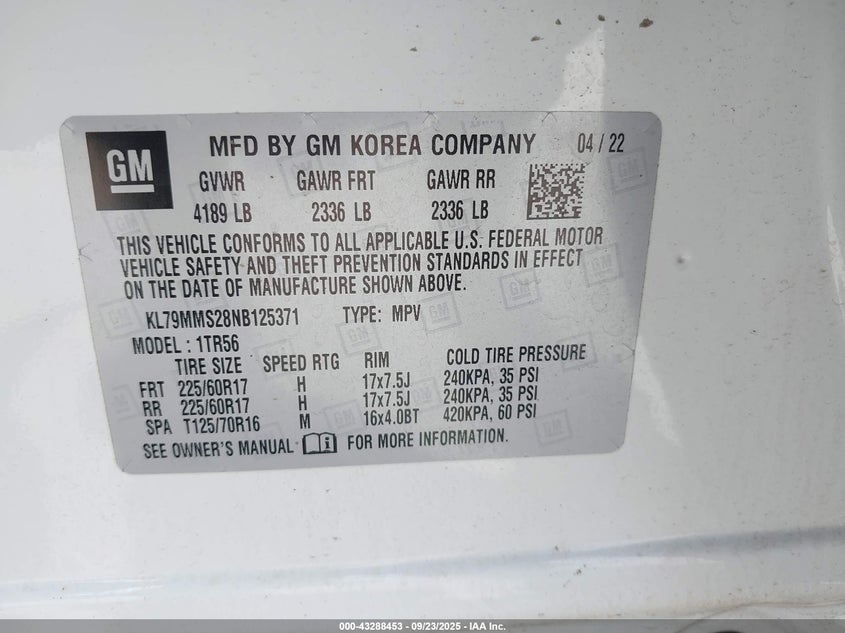 GM
MFD BY GM KOREA COMPANY 04 / 22
GVWR GAWR FRT GAWR RR
4189 LB 2336 LB 2336 LB
THIS VEHICLE CONFORMS TO ALL APPLICABLE U.S. FEDERAL MOTOR
VEHICLE SAFETY AND THEFT PREVENTION STANDARDS IN EFFECT
ON THE DATE OF MANUFACTURE SHOWN ABOVE.
KL79MMS28NB125371 TYPE: MPV
MODEL : 1TR56
TIRE SIZE SPEED RTG RIM COLD TIRE PRESSURE
FRT 225/60R17 H 17x7.5J 240KPA, 35 PSI
RR 225/60R17 H 17x7.5J 240KPA, 35 PSI
SPA T125/70R16 M 16x4.0BT 420KPA, 60 PSI
SEE OWNER'S MANUAL FOR MORE INFORMATION.
000-43288453 - 09/23/2025 - IAA Inc.